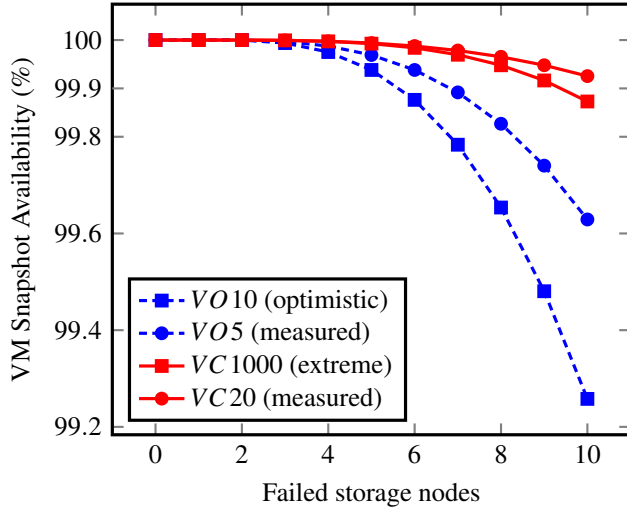 VM Snapshot Availability (%)
100
99.9
99.8
99.6
99.4
99.2
0
2
4
6
8
10
Failed storage nodes
VO10 (optimistic)
VO5 (measured)
VC1000 (extreme)
VC20 (measured)